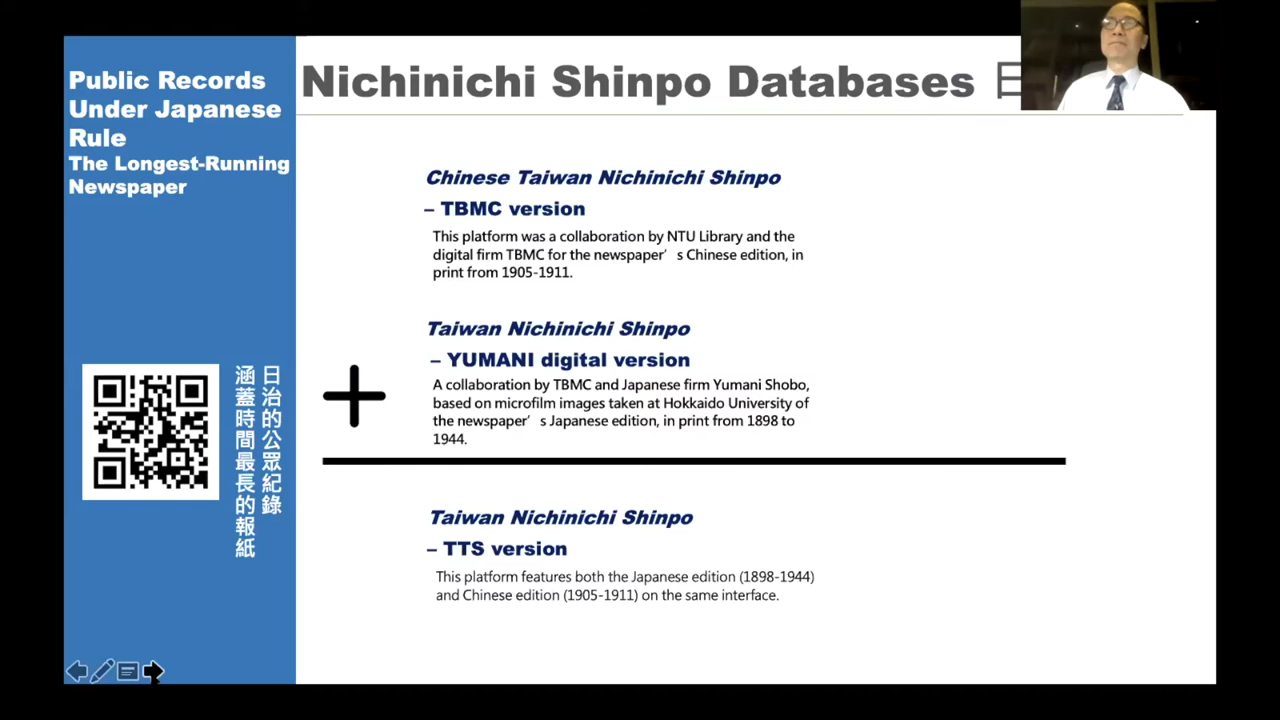 Public Records
Under Japanese
Rule
The Longest-Running
Newspaper
日治的公眾紀錄
涵蓋時間最長的報紙
Nichinichi Shinpo Databases 日
Chinese Taiwan Nichinichi Shinpo
– TBMC version
This platform was a collaboration by NTU Library and the
digital firm TBMC for the newspaper’ s Chinese edition, in
print from 1905-1911.
Taiwan Nichinichi Shinpo
– YUMANI digital version
A collaboration by TBMC and Japanese firm Yumani Shobo,
based on microfilm images taken at Hokkaido University of
the newspaper’ s Japanese edition, in print from 1898 to
1944.
+
Taiwan Nichinichi Shinpo
– TTS version
This platform features both the Japanese edition (1898-1944)
and Chinese edition (1905-1911) on the same interface.